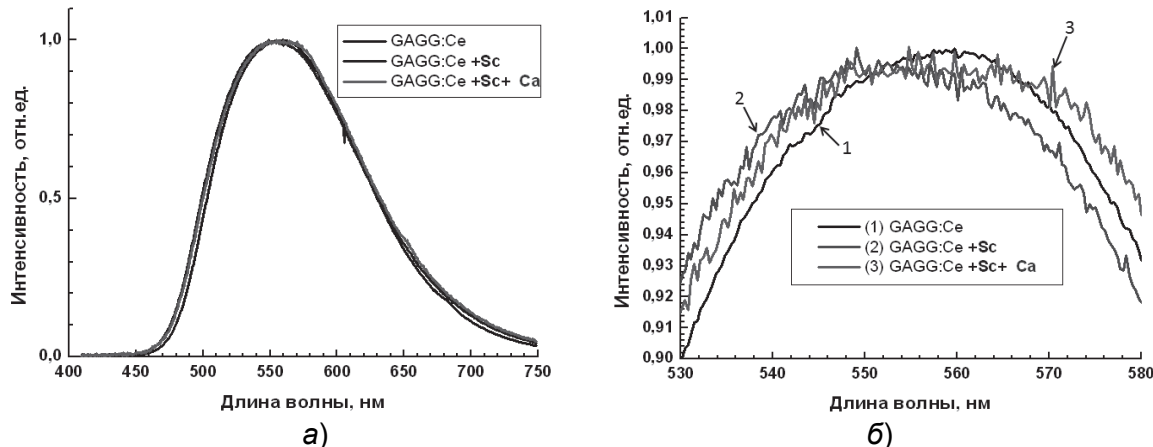 Интенсивность, отн.ед.
1,0
0,5
0,0
400 450 500 550 600 650 700 750
Длина волны, нм
GAGG:Ce
GAGG:Ce +Sc
GAGG:Ce +Sc+ Ca
а)
Интенсивность, отн.ед.
1,01
1,00
0,99
0,98
0,97
0,96
0,95
0,94
0,93
0,92
0,91
0,90
530 540 550 560 570 580
Длина волны, нм
3
2
1
(1) GAGG:Ce
(2) GAGG:Ce +Sc
(3) GAGG:Ce +Sc+ Ca
б)